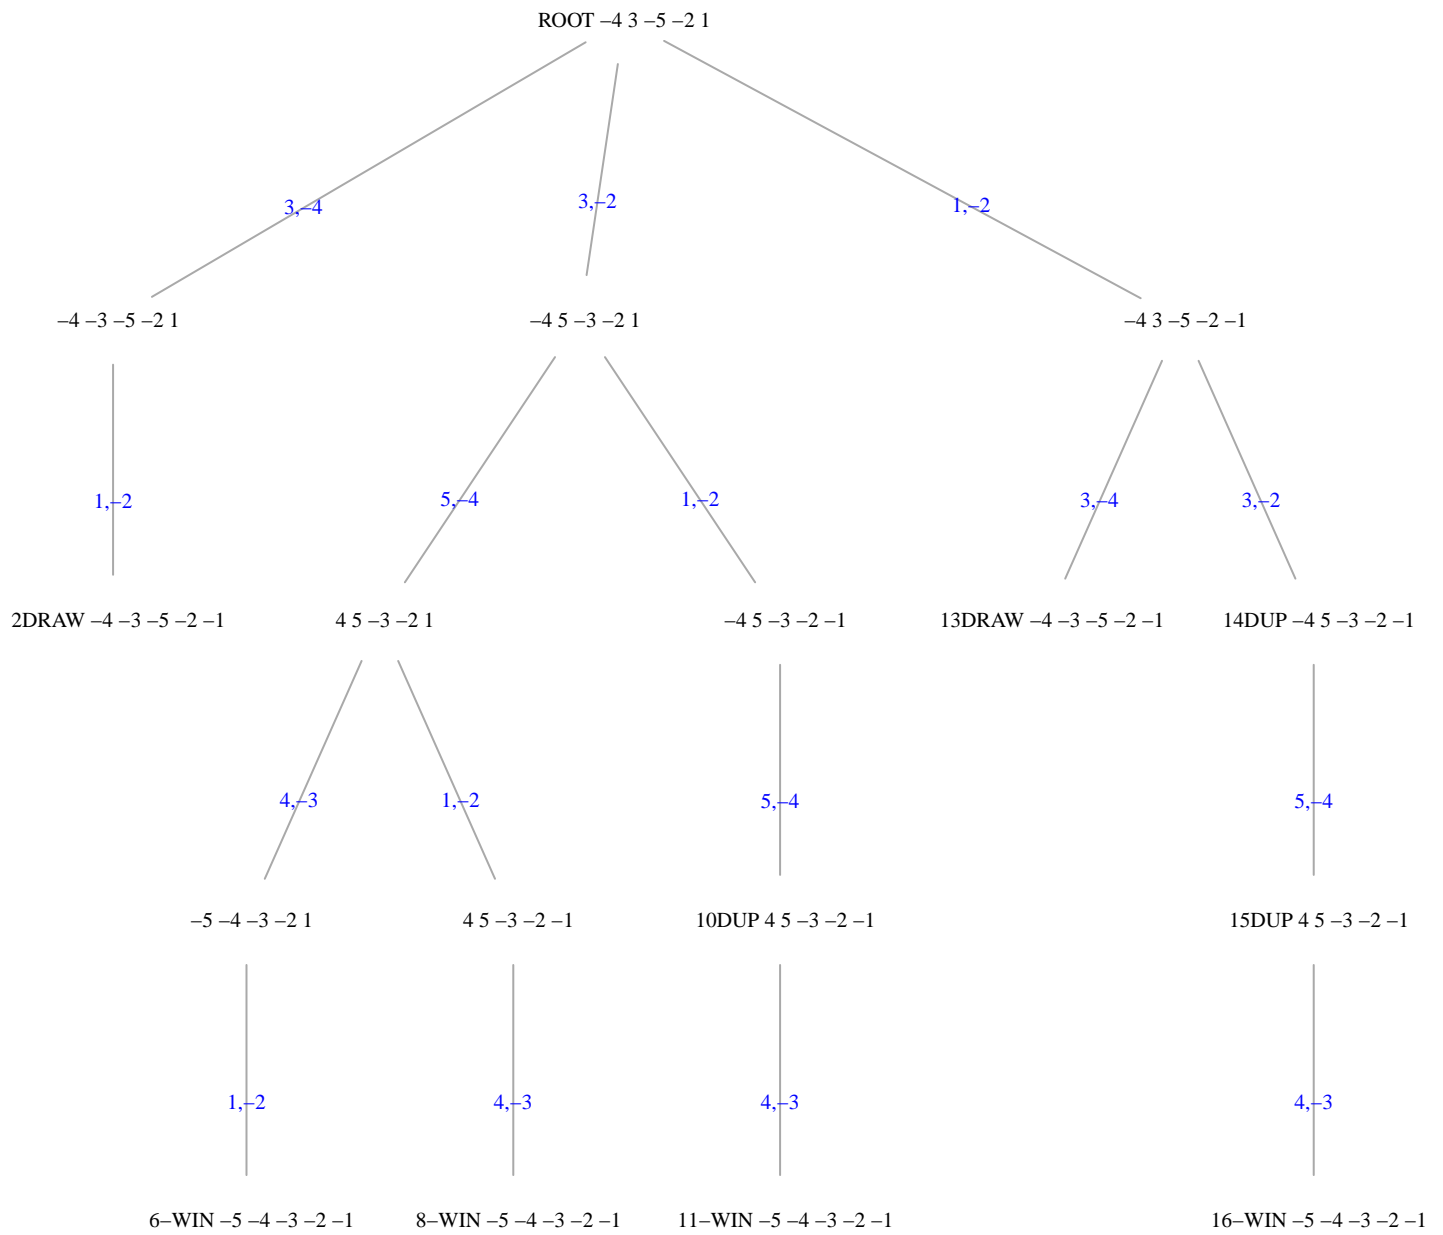 ROOT −4 3 −5 −2 1
3,−4
3,−2
1,−2
−4 −3 −5 −2 1
−4 5 −3 −2 1
−4 3 −5 −2 −1
1,−2
5,−4
1,−2
3,−4
3,−2
2DRAW −4 −3 −5 −2 −1
4 5 −3 −2 1
−4 5 −3 −2 −1
13DRAW −4 −3 −5 −2 −1
14DUP −4 5 −3 −2 −1
4,−3
1,−2
5,−4
5,−4
−5 −4 −3 −2 1
4 5 −3 −2 −1
10DUP 4 5 −3 −2 −1
15DUP 4 5 −3 −2 −1
1,−2
4,−3
4,−3
4,−3
6−WIN −5 −4 −3 −2 −1
8−WIN −5 −4 −3 −2 −1
11−WIN −5 −4 −3 −2 −1
16−WIN −5 −4 −3 −2 −1